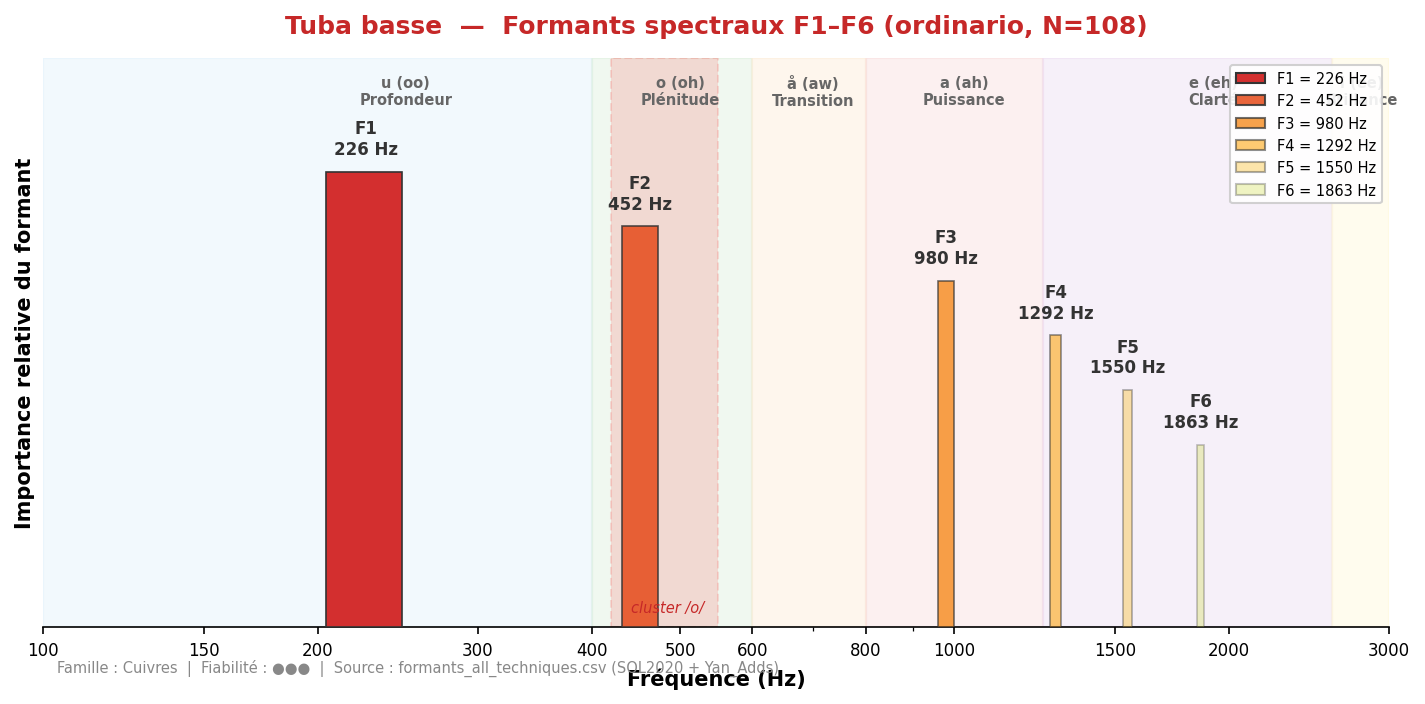 Tuba basse — Formants spectraux F1–F6 (ordinario, N=108)
u (oo)
Profondeur
o (oh)
Plénitude
å (aw)
Transition
a (ah)
Puissance
e (eh
Clart
F1 = 226 Hz
F2 = 452 Hz
F3 = 980 Hz
F4 = 1292 Hz
F5 = 1550 Hz
F6 = 1863 Hz
F1
226 Hz
F2
452 Hz
F3
980 Hz
F4
1292 Hz
F5
1550 Hz
F6
1863 Hz
cluster /o/
Importance relative du formant
100 150 200 300 400 500 600 800 1000 1500 2000 3000
Famille : Cuivres | Fiabilité : ●●● | Source : formants_all_techniques.csv (SOL2020 + Yan_Adds)
Fréquence (Hz)